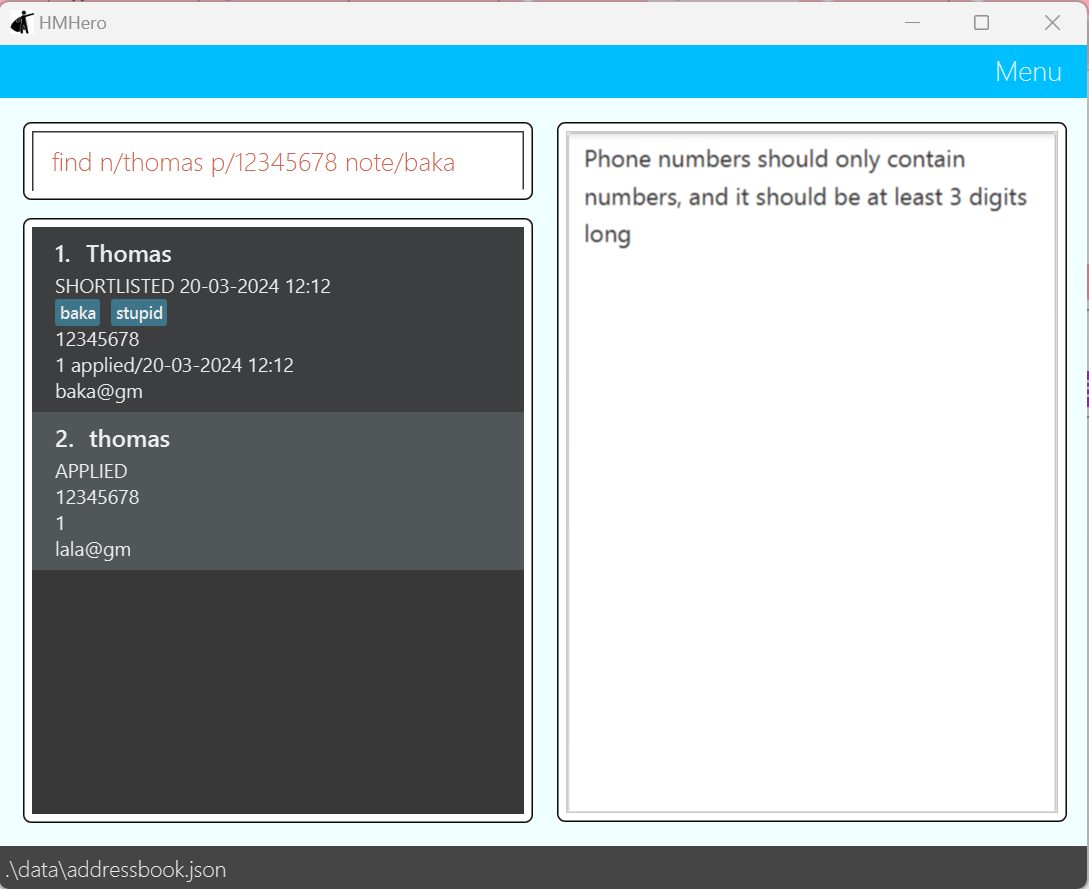 HMHero
Menu
find n/thomas p/12345678 note/baka
1. Thomas
SHORTLISTED 20-03-2024 12:12
baka stupid
12345678
1 applied/20-03-2024 12:12
baka@gm
2. thomas
APPLIED
12345678
1
lala@gm
Phone numbers should only contain
numbers, and it should be at least 3 digits
long
.\data\addressbook.json